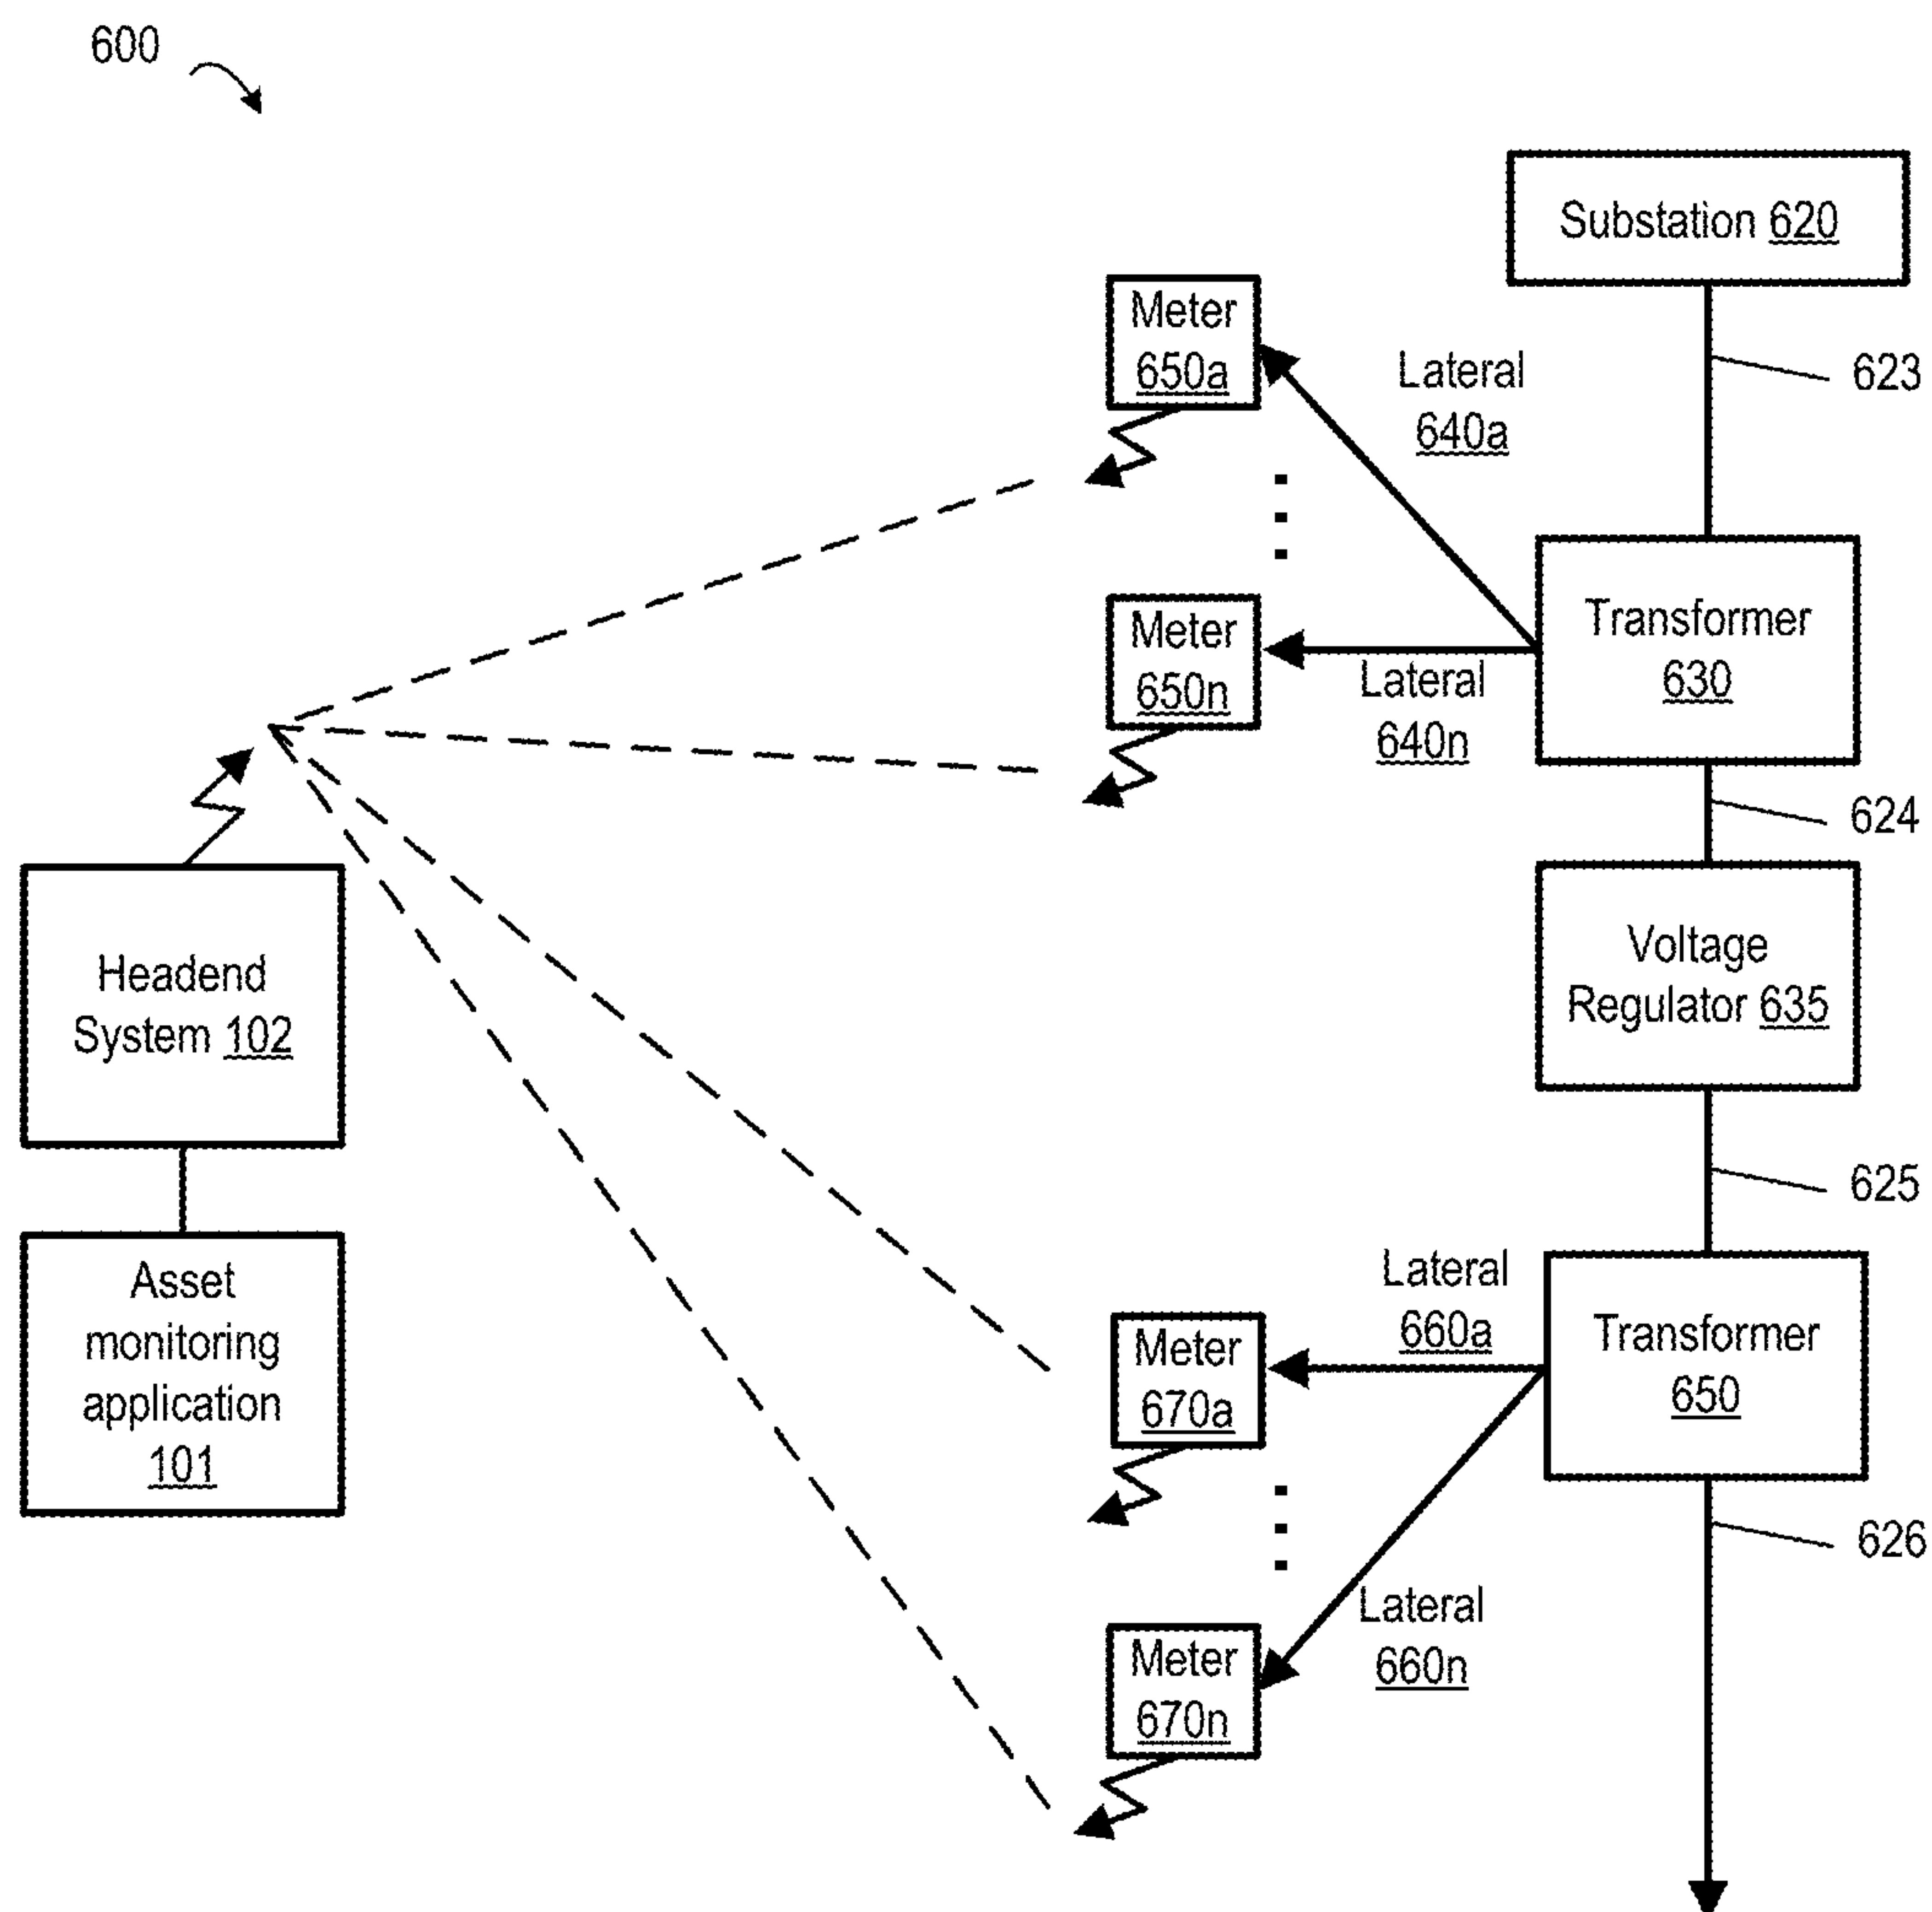 600
Substation 620
Meter
650a
Lateral
640a
623
Meter
650n
Lateral
640n
Transformer
630
624
Headend
System 102
Voltage
Regulator 635
625
Asset
monitoring
application
101
Meter
670a
Lateral
660a
Transformer
650
626
Meter
670n
Lateral
660n